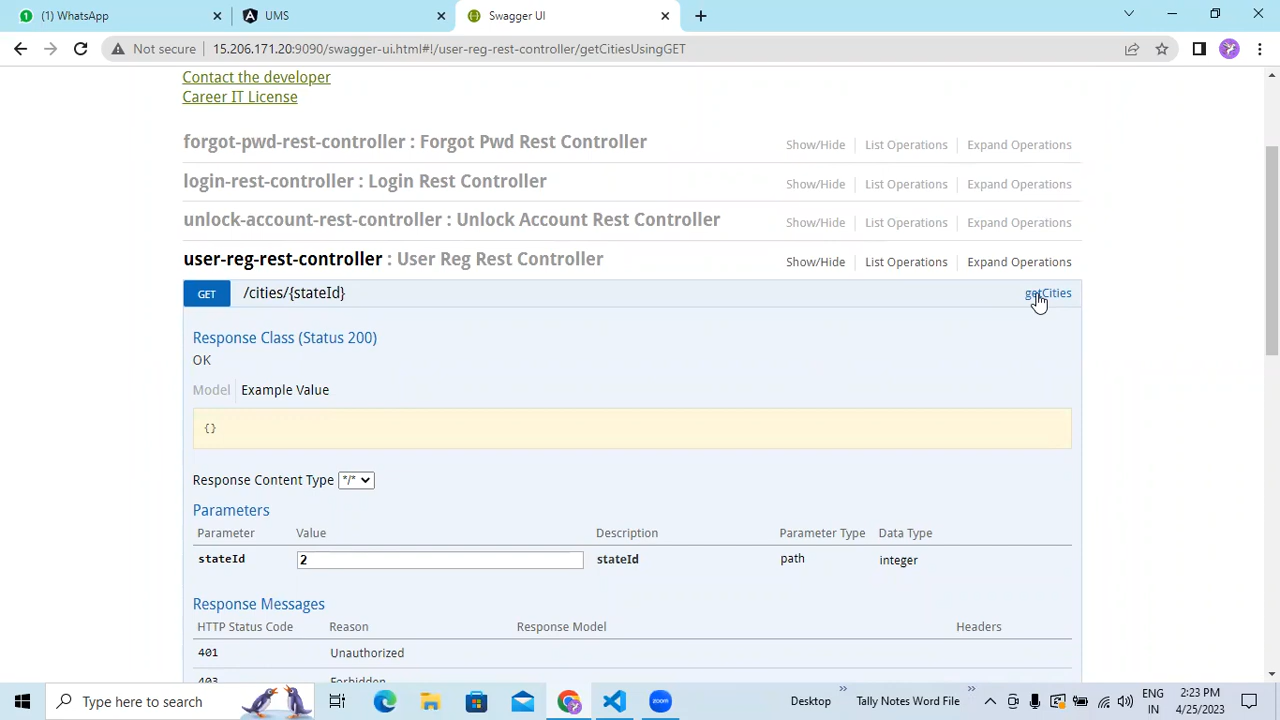 (1) WhatsApp
UMS
Swagger UI
Not secure
15.206.171.20:9090/swagger-ui.html#!/user-reg-rest-controller/getCitiesUsingGET
Contact the developer
Career IT License
forgot-pwd-rest-controller : Forgot Pwd Rest Controller
Show/Hide
List Operations
Expand Operations
login-rest-controller : Login Rest Controller
Show/Hide
List Operations
Expand Operations
unlock-account-rest-controller : Unlock Account Rest Controller
Show/Hide
List Operations
Expand Operations
user-reg-rest-controller : User Reg Rest Controller
Show/Hide
List Operations
Expand Operations
GET /cities/{stateId}
getCities
Response Class (Status 200)
OK
Model Example Value
{}
Response Content Type */*
Parameters
Parameter Value Description Parameter Type Data Type
stateId 2 stateId path integer
Response Messages
HTTP Status Code Reason Response Model Headers
401 Unauthorized
403 Forbidden
Type here to search
Desktop
Tally Notes Word File
ENG
IN
2:23 PM
4/25/2023